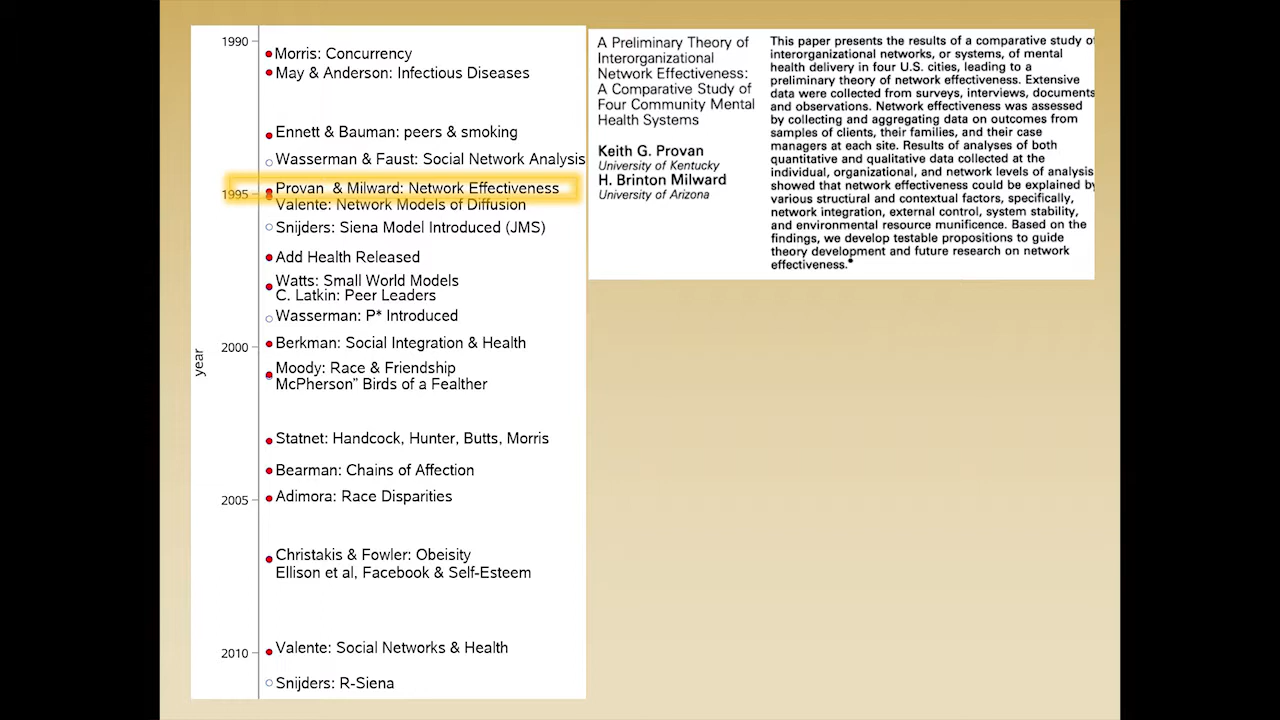 1990
Morris: Concurrency
May & Anderson: Infectious Diseases
Ennett & Bauman: peers & smoking
Wasserman & Faust: Social Network Analysis
Provan & Milward: Network Effectiveness
1995
Valente: Network Models of Diffusion
Snijders: Siena Model Introduced (JMS)
Add Health Released
Watts: Small World Models
C. Latkin: Peer Leaders
Wasserman: P* Introduced
year
2000
Berkman: Social Integration & Health
Moody: Race & Friendship
McPherson” Birds of a Fealther
Statnet: Handcock, Hunter, Butts, Morris
Bearman: Chains of Affection
2005
Adimora: Race Disparities
Christakis & Fowler: Obeisity
Ellison et al, Facebook & Self-Esteem
2010
Valente: Social Networks & Health
Snijders: R-Siena
A Preliminary Theory of
Interorganizational
Network Effectiveness:
A Comparative Study of
Four Community Mental
Health Systems
Keith G. Provan
University of Kentucky
H. Brinton Milward
University of Arizona
This paper presents the results of a comparative study of
interorganizational networks, or systems, of mental
health delivery in four U.S. cities, leading to a
preliminary theory of network effectiveness. Extensive
data were collected from surveys, interviews, documents
and observations. Network effectiveness was assessed
by collecting and aggregating data on outcomes from
samples of clients, their families, and their case
managers at each site. Results of analyses of both
quantitative and qualitative data collected at the
individual, organizational, and network levels of analysis
showed that network effectiveness could be explained by
various structural and contextual factors, specifically,
network integration, external control, system stability,
and environmental resource munificence. Based on the
findings, we develop testable propositions to guide
theory development and future research on network
effectiveness.•